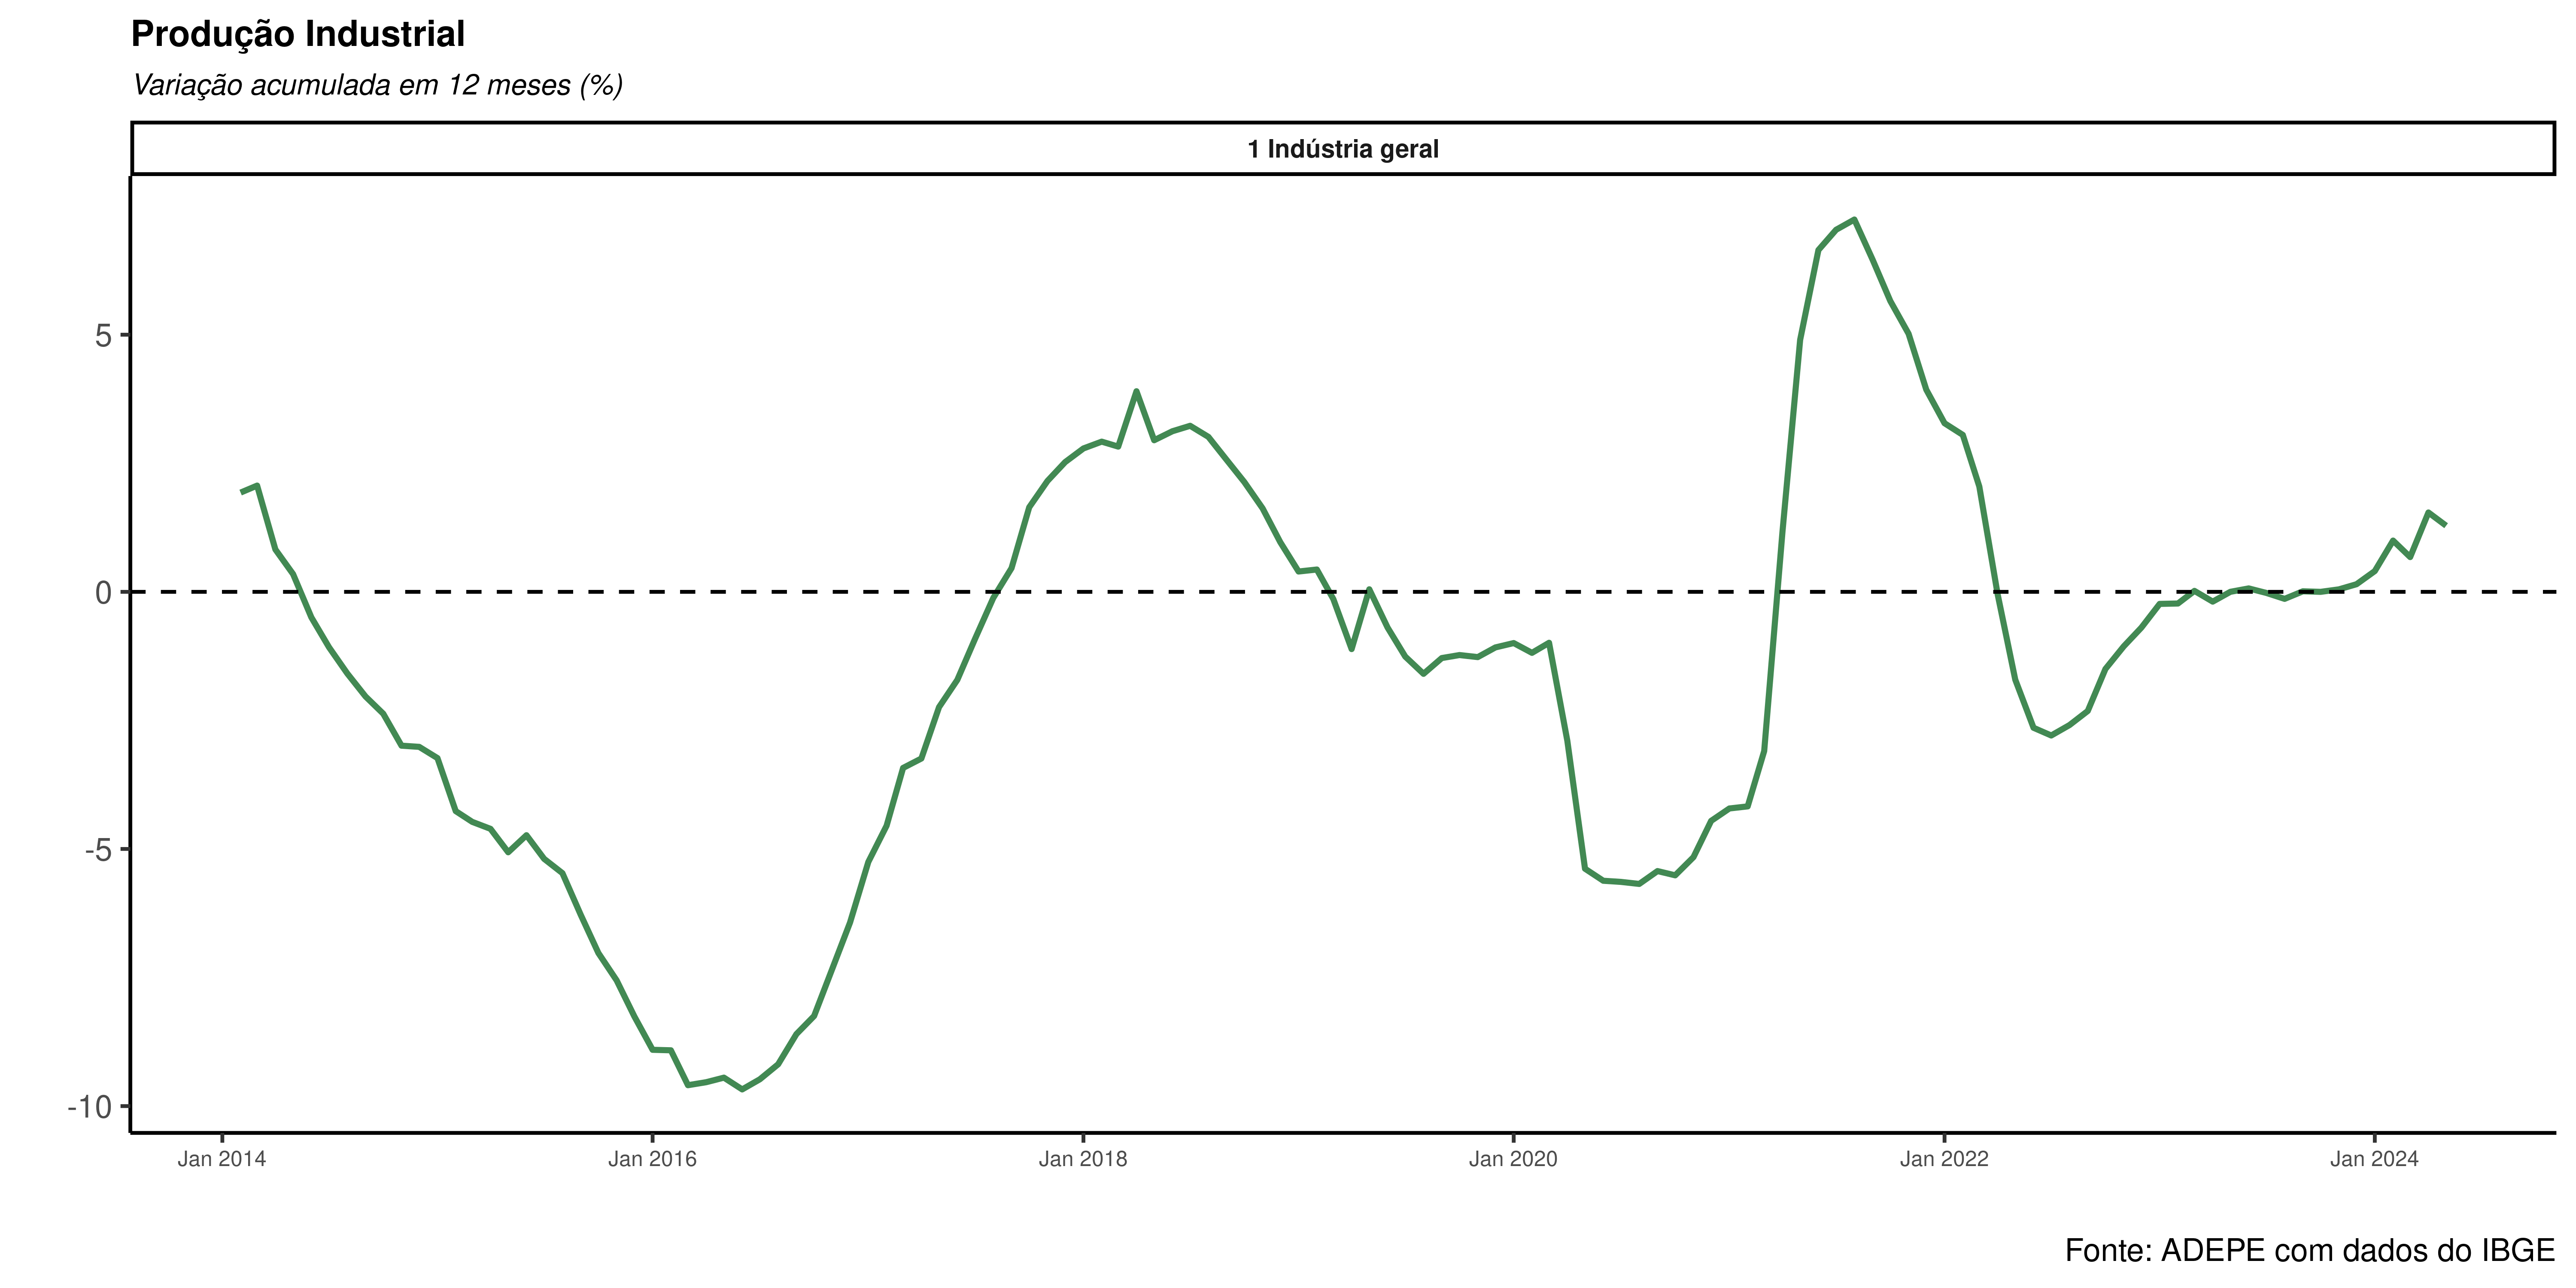 Produção Industrial
Variação acumulada em 12 meses (%)
1 Indústria geral
5
0
-5
-10
Jan 2014 Jan 2016 Jan 2018 Jan 2020 Jan 2022 Jan 2024
Fonte: ADEPE com dados do IBGE